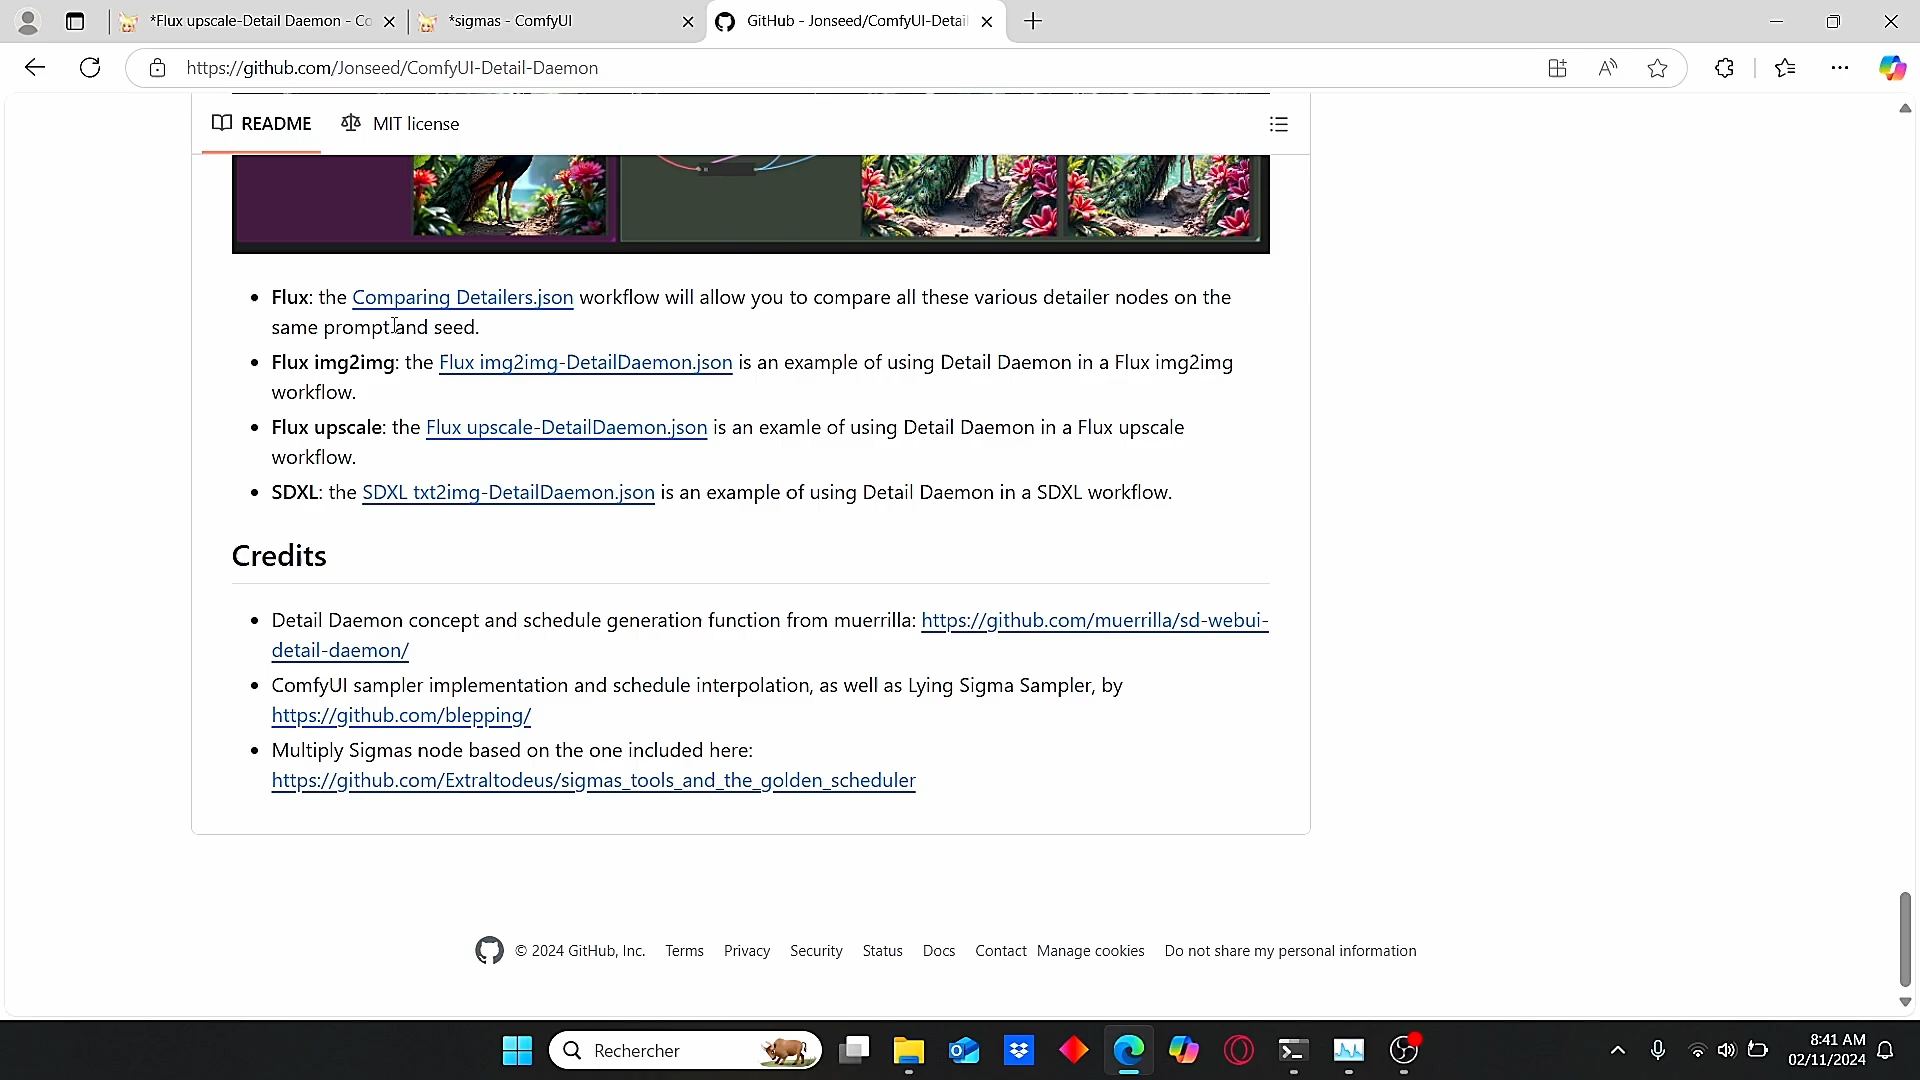 *Flux upscale-Detail Daemon - Co
*sigmas - ComfyUI
GitHub - Jonseed/ComfyUI-Detail
https://github.com/Jonseed/ComfyUI-Detail-Daemon
README
MIT license
Flux: the Comparing Detailers.json workflow will allow you to compare all these various detailer nodes on the
same prompt and seed.
Flux img2img: the Flux img2img-DetailDaemon.json is an example of using Detail Daemon in a Flux img2img
workflow.
Flux upscale: the Flux upscale-DetailDaemon.json is an examle of using Detail Daemon in a Flux upscale
workflow.
SDXL: the SDXL txt2img-DetailDaemon.json is an example of using Detail Daemon in a SDXL workflow.
Credits
Detail Daemon concept and schedule generation function from muerrilla: https://github.com/muerrilla/sd-webui-
detail-daemon/
ComfyUI sampler implementation and schedule interpolation, as well as Lying Sigma Sampler, by
https://github.com/blepping/
Multiply Sigmas node based on the one included here:
https://github.com/Extraltodeus/sigmas_tools_and_the_golden_scheduler
© 2024 GitHub, Inc. Terms Privacy Security Status Docs Contact Manage cookies Do not share my personal information
Rechercher
8:41 AM
02/11/2024